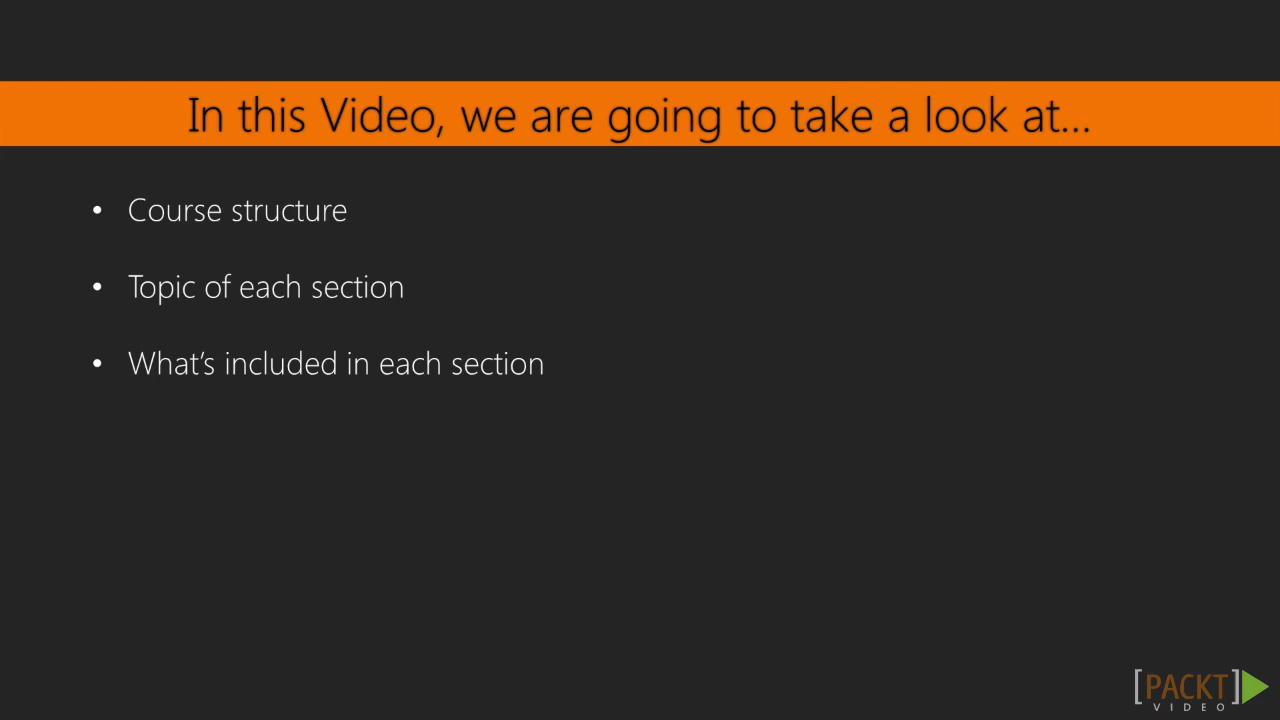 In this Video, we are going to take a look at...
• Course structure
• Topic of each section
• What's included in each section
[PACKT]
VIDEO